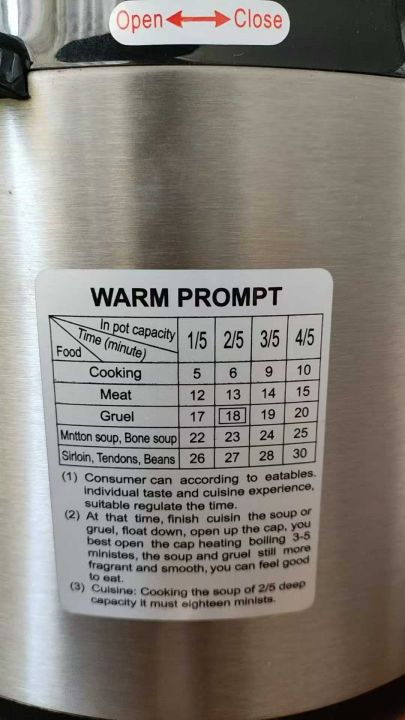 Open ←→ Close
WARM PROMPT
In pot capacity 1/5 2/5 3/5 4/5
Time (minute)
Food
Cooking 5 6 9 10
Meat 12 13 14 15
Gruel 17 18 19 20
Mntton soup, Bone soup 22 23 24 25
Sirloin, Tendons, Beans 26 27 28 30
(1) Consumer can according to eatables.
individual taste and cuisine experience,
suitable regulate the time.
(2) At that time, finish cuisin the soup or
gruel, float down, open up the cap, you
best open the cap heating boiling 3-5
ministes, the soup and gruel still more
fragrant and smooth, you can feel good
to eat.
(3) Cuisine: Cooking the soup of 2/5 deep
capacity it must eighteen minists.